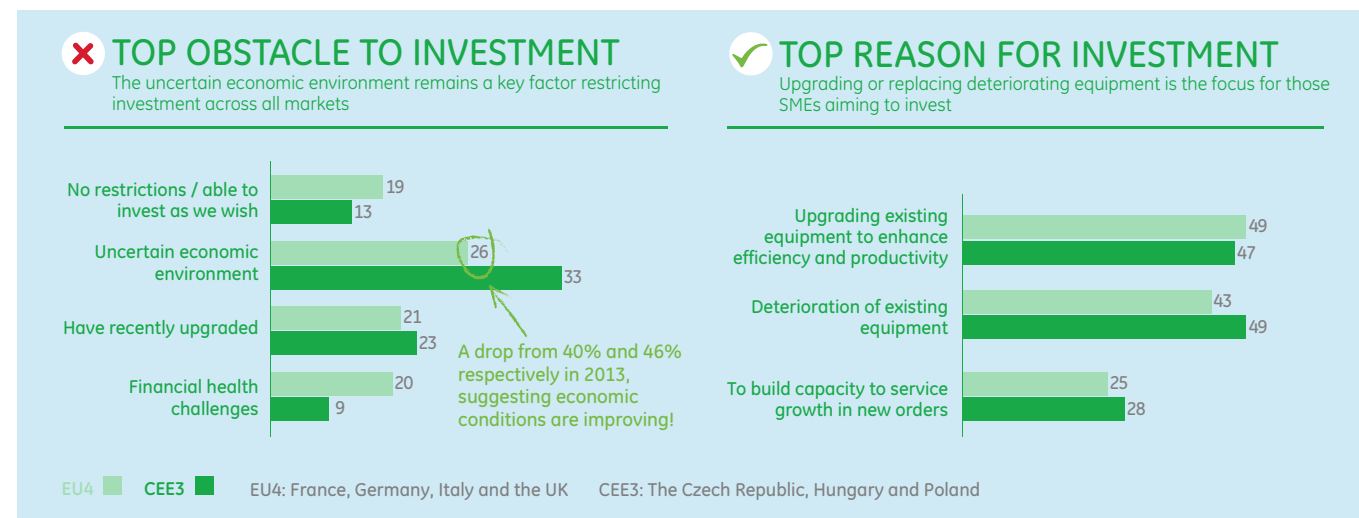 TOP OBSTACLE TO INVESTMENT
The uncertain economic environment remains a key factor restricting
investment across all markets
No restrictions / able to
invest as we wish
19
13
Uncertain economic
environment
26
33
Have recently upgraded
21
23
Financial health
challenges
20
9
A drop from 40% and 46%
respectively in 2013,
suggesting economic
conditions are improving!
TOP REASON FOR INVESTMENT
Upgrading or replacing deteriorating equipment is the focus for those
SMEs aiming to invest
Upgrading existing
equipment to enhance
efficiency and productivity
49
47
Deterioration of existing
equipment
43
49
To build capacity to service
growth in new orders
25
28
EU4 CEE3 EU4: France, Germany, Italy and the UK CEE3: The Czech Republic, Hungary and Poland